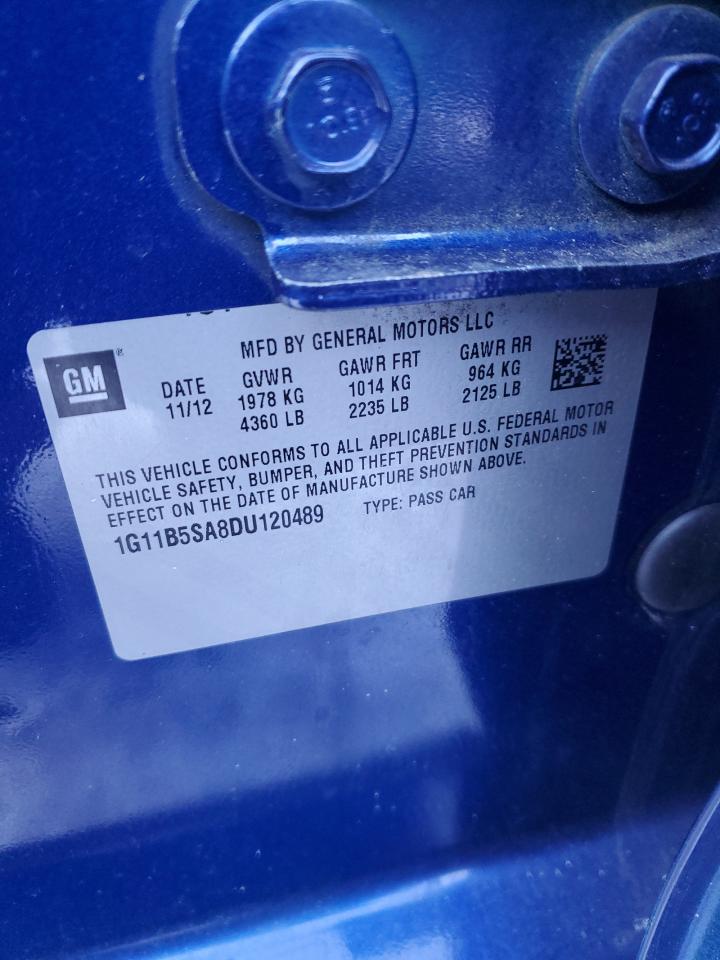 MFD BY GENERAL MOTORS LLC
GM
®
DATE GVWR GAWR FRT GAWR RR
11/12 1978 KG 1014 KG 964 KG
4360 LB 2235 LB 2125 LB
THIS VEHICLE CONFORMS TO ALL APPLICABLE U.S. FEDERAL MOTOR
VEHICLE SAFETY, BUMPER, AND THEFT PREVENTION STANDARDS IN
EFFECT ON THE DATE OF MANUFACTURE SHOWN ABOVE.
1G11B5SA8DU120489 TYPE: PASS CAR